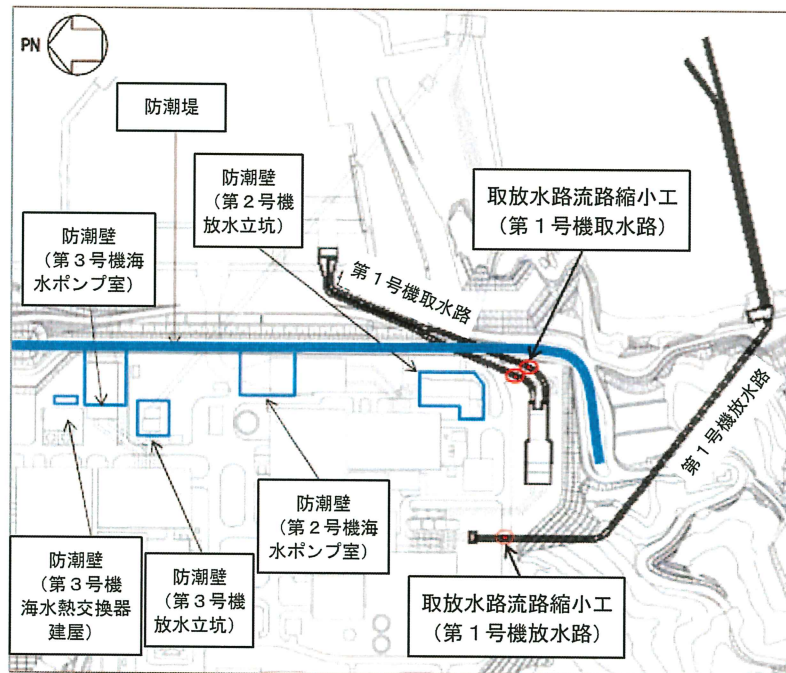 PN
防潮堤
防潮壁
（第２号機
放水立坑）
取放水路流路縮小工
（第１号機取水路）
防潮壁
（第３号機海
水ポンプ室）
第１号機取水路
第１号機放水路
防潮壁
（第２号機海
水ポンプ室）
防潮壁
（第３号機
海水熱交換器
建屋）
防潮壁
（第３号機
放水立坑）
取放水路流路縮小工
（第１号機放水路）